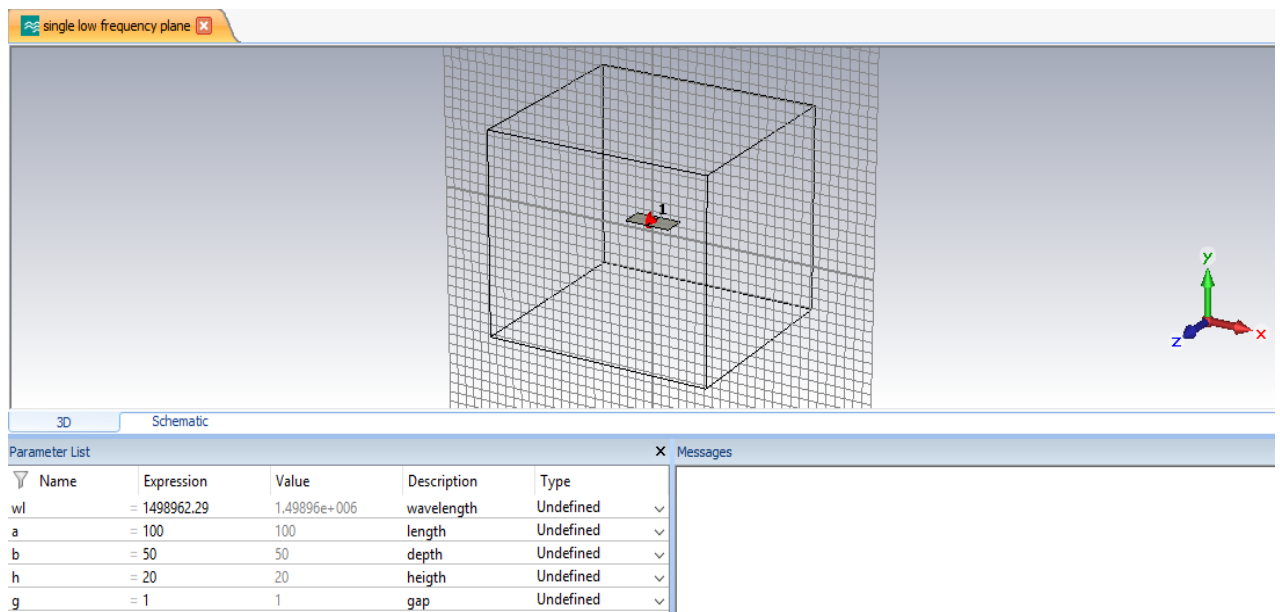 single low frequency plane
1
y
x
z
3D Schematic
Parameter List X Messages
Name Expression Value Description Type
wl = 1498962.29 1.49896e+006 wavelength Undefined
a = 100 100 length Undefined
b = 50 50 depth Undefined
h = 20 20 heigth Undefined
g = 1 1 gap Undefined